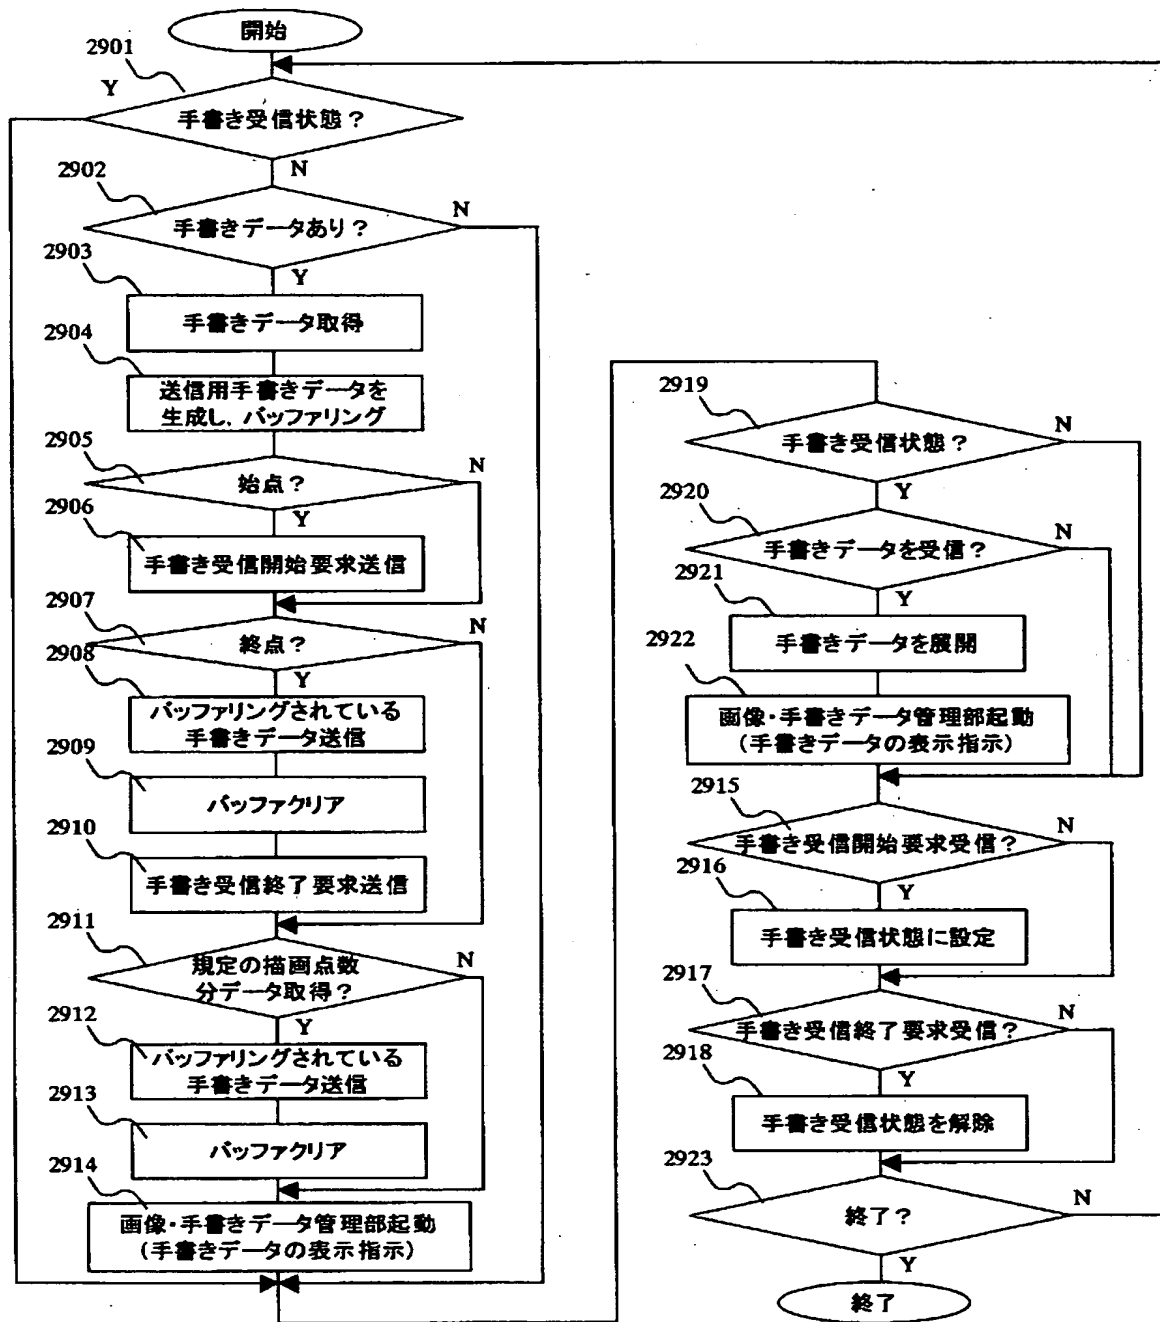 開始
2901
Y
手書き受信状態？
N
2902
手書きデータあり？
N
Y
2903
手書きデータ取得
2904
送信用手書きデータを
生成し、バッファリング
2905
始点？
N
Y
2906
手書き受信開始要求送信
2907
終点？
N
Y
2908
バッファリングされている
手書きデータ送信
2909
バッファクリア
2910
手書き受信終了要求送信
2911
規定の描画点数
分データ取得？
N
Y
2912
バッファリングされている
手書きデータ送信
2913
バッファクリア
2914
画像・手書きデータ管理部起動
（手書きデータの表示指示）
2919
手書き受信状態？
N
Y
2920
手書きデータを受信？
N
Y
2921
手書きデータを展開
2922
画像・手書きデータ管理部起動
（手書きデータの表示指示）
2915
手書き受信開始要求受信？
N
Y
2916
手書き受信状態に設定
2917
手書き受信終了要求受信？
N
Y
2918
手書き受信状態を解除
2923
終了？
N
Y
終了